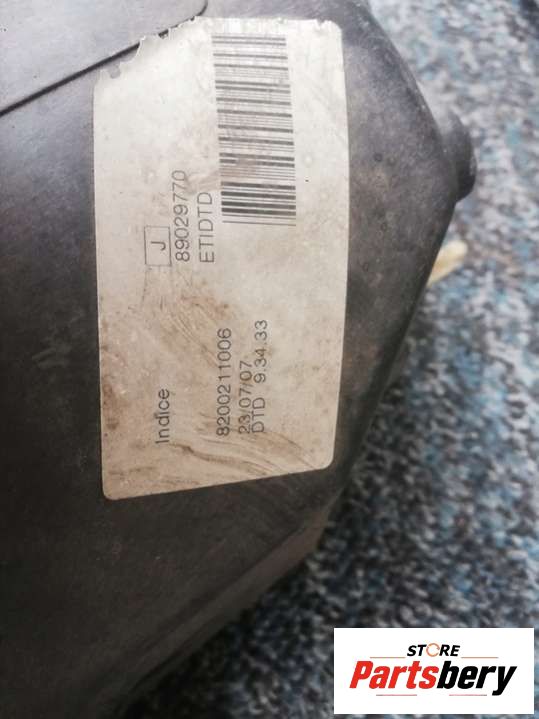 Indice
J
8200211006
89029770
23/07/07
ETIDTD
DTD 9.34.33
STORE
Partsbery